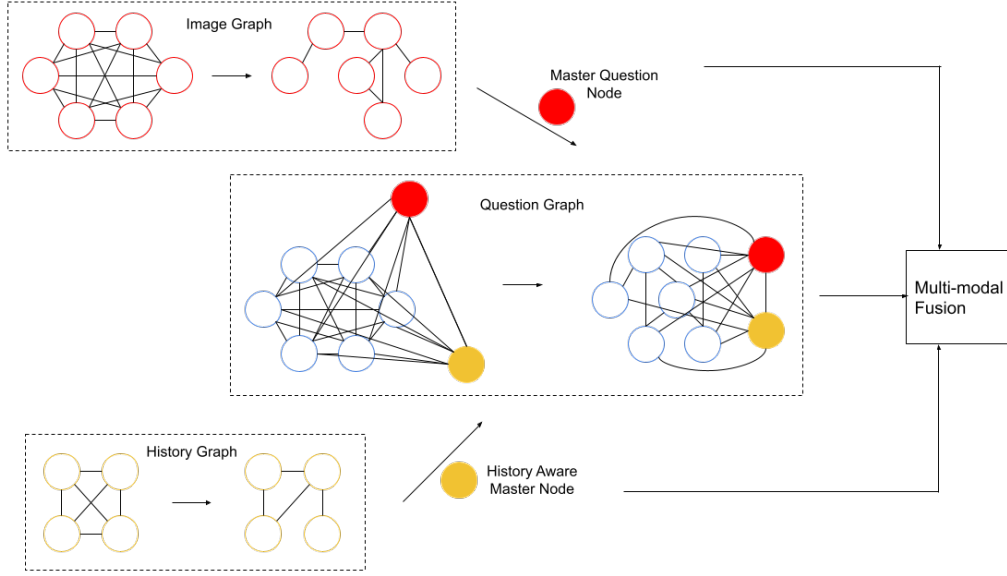 Image Graph
Master Question
Node
Question Graph
Multi-modal
Fusion
History Graph
History Aware
Master Node